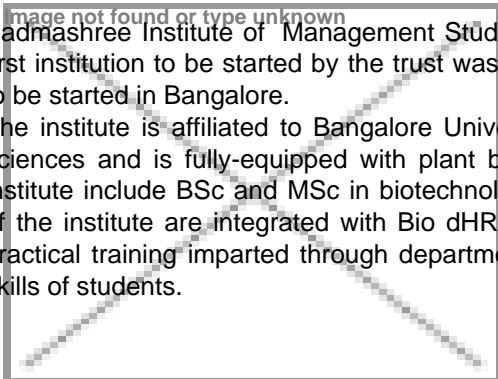 Image not found or type unknown
admashree Institute of Management Stud
rst institution to be started by the trust was
o be started in Bangalore.
he institute is affiliated to Bangalore Unive
ciences and is fully-equipped with plant b
nstitute include BSc and MSc in biotechnol
f the institute are integrated with Bio dHR
ractical training imparted through departme
kills of students.